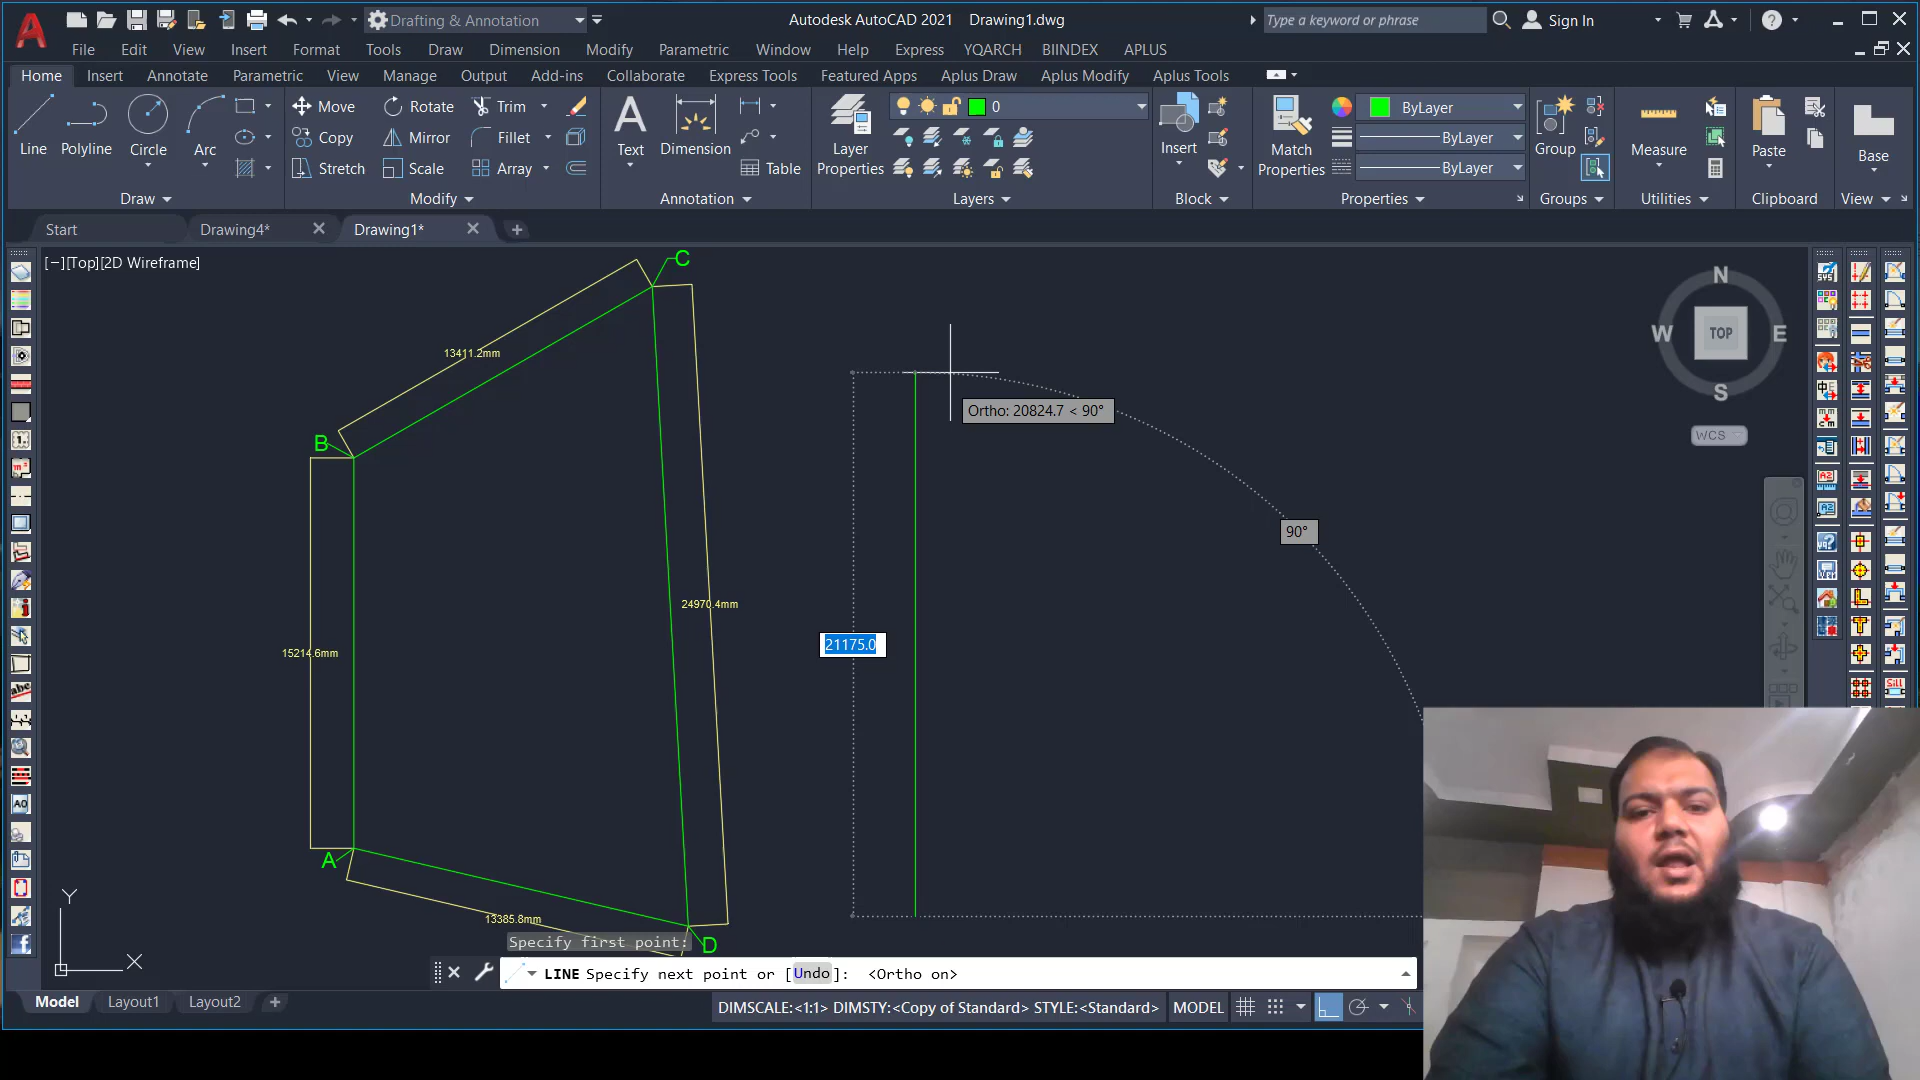 Drafting & Annotation
Autodesk AutoCAD 2021 Drawing1.dwg
Type a keyword or phrase
Sign In
File Edit View Insert Format Tools Draw Dimension Modify Parametric Window Help Express YQARCH BIINDEX APLUS
Home Insert Annotate Parametric View Manage Output Add-ins Collaborate Express Tools Featured Apps Aplus Draw Aplus Modify Aplus Tools
Line Polyline Circle Arc
Move Rotate Trim
Copy Mirror Fillet
Stretch Scale Array
Text Dimension Table
Layer Properties
0
Insert
Match Properties
ByLayer
ByLayer
ByLayer
Group
Measure
Paste
Base
Draw Modify Annotation Layers Block Properties Groups Utilities Clipboard View
Start Drawing4* Drawing1*
[−][Top][2D Wireframe]
C
N
W TOP E
S
WCS
13411.2mm
Ortho: 20824.7 < 90°
B
90°
24970.4mm
21175.0
15214.6mm
A
13385.8mm
D
Y
X
Specify first point:
LINE Specify next point or [Undo]: <Ortho on>
Model Layout1 Layout2
DIMSCALE:<1:1> DIMSTY:<Copy of Standard> STYLE:<Standard> MODEL